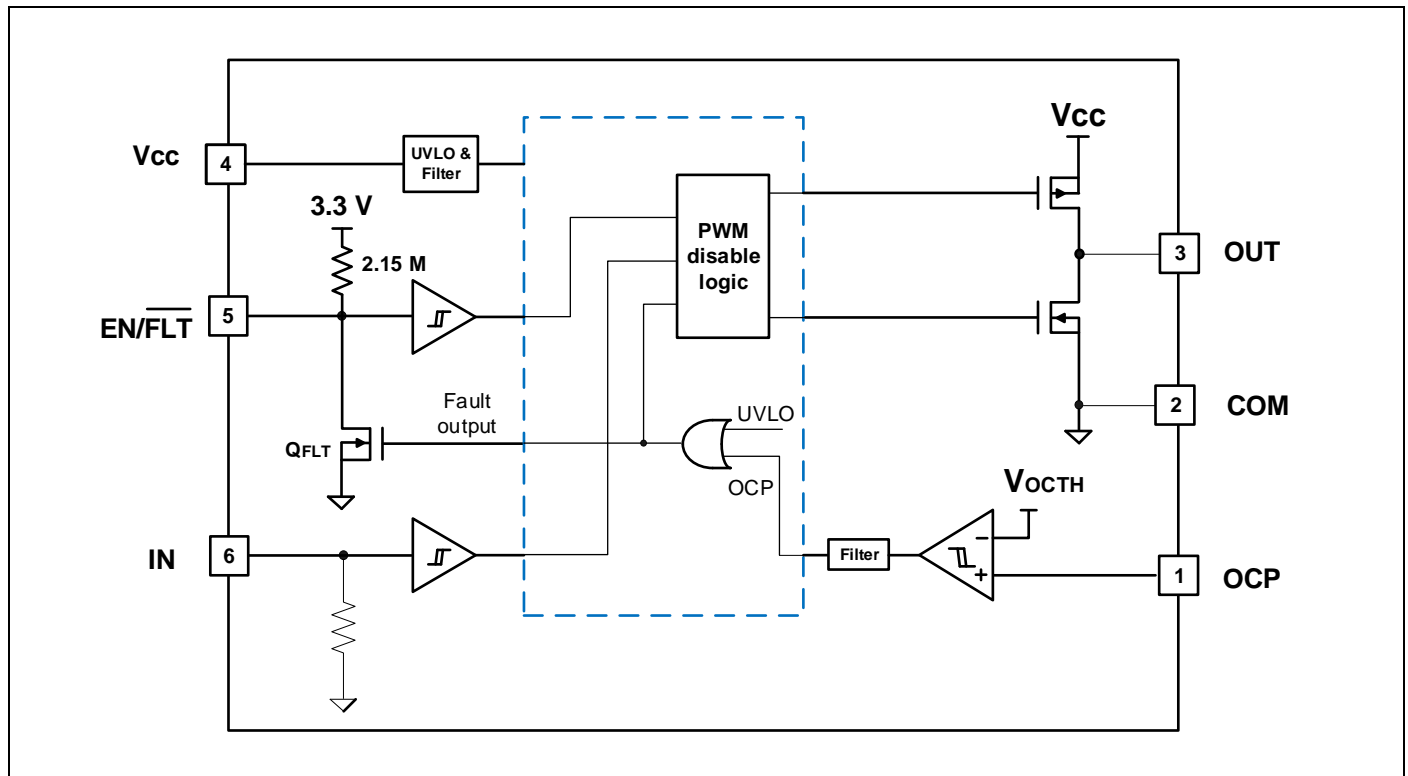 Vcc
4
UVLO &
Filter
3.3 V
2.15 M
EN/FLT
5
Fault
output
QFLT
IN
6
PWM
disable
logic
UVLO
OCP
Filter
Vcc
3
OUT
2
COM
VOCTH
−
+
1
OCP